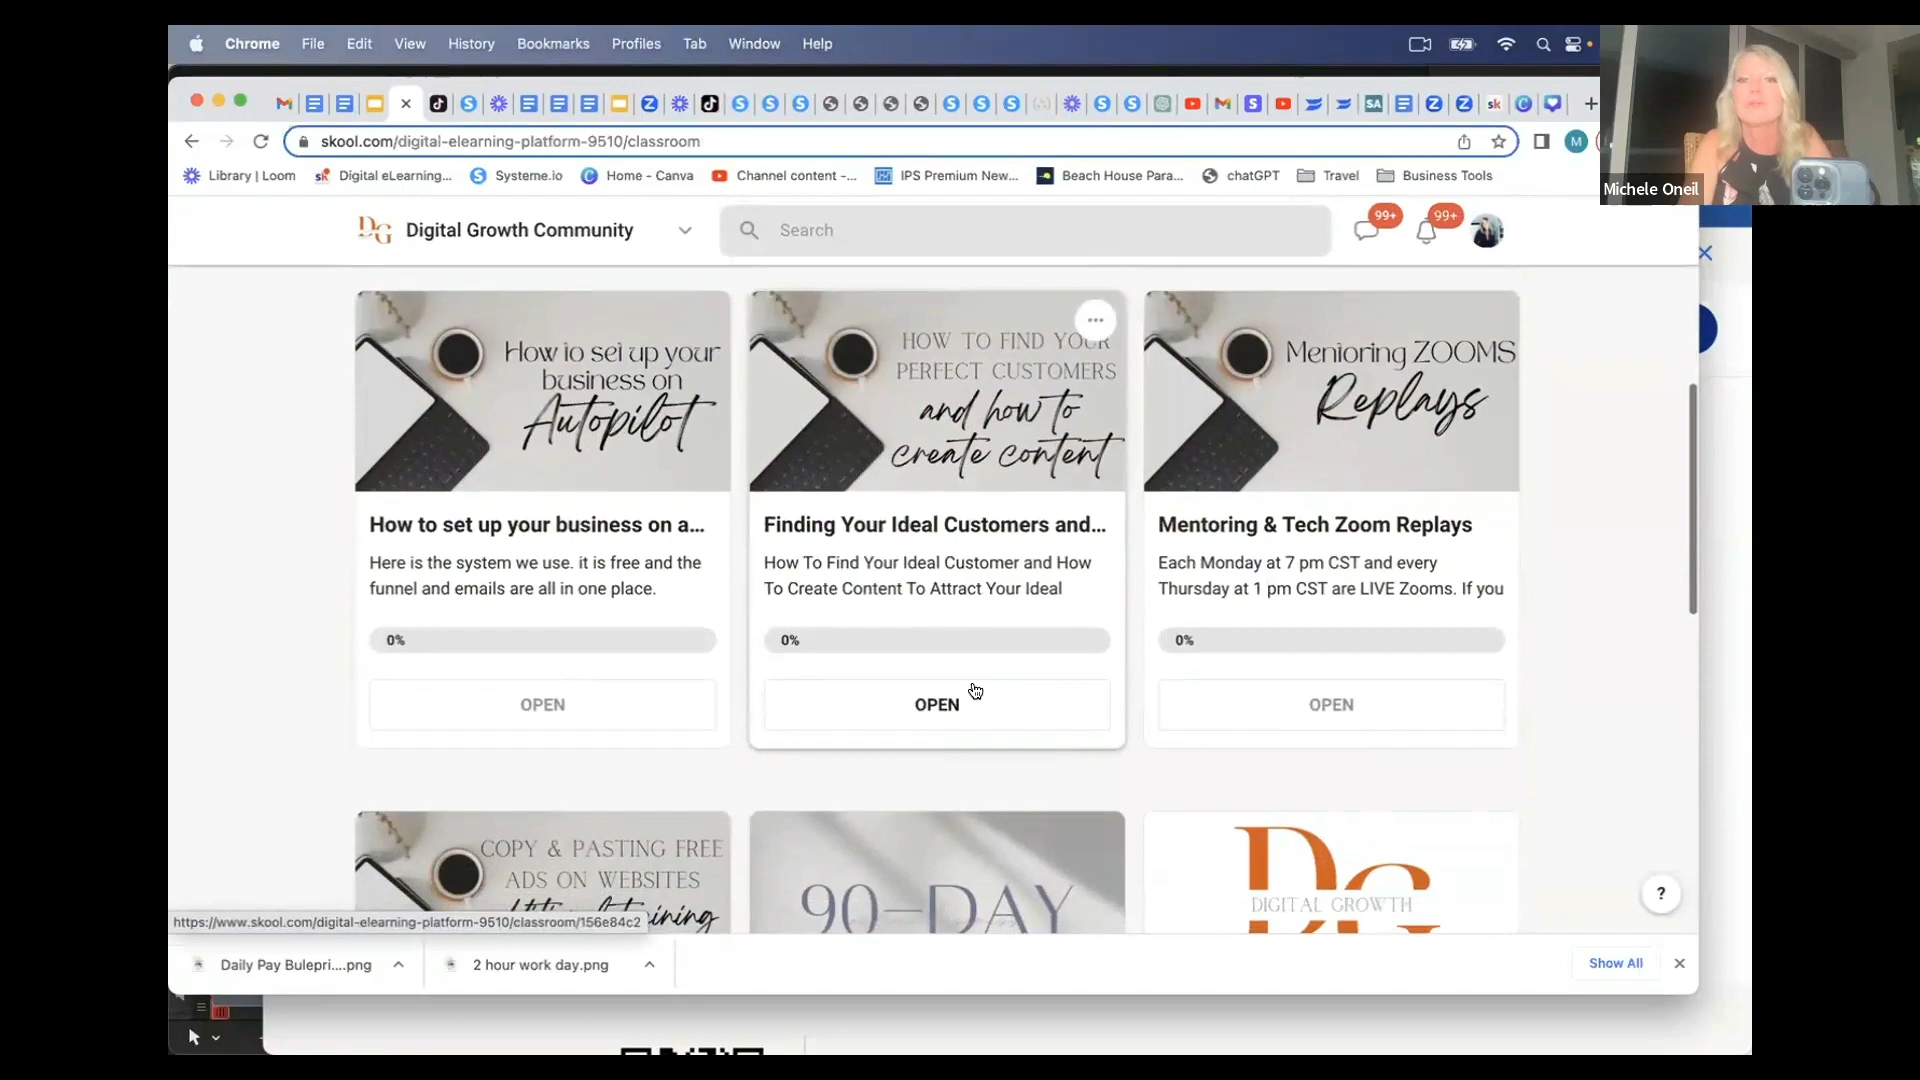 Chrome File Edit View History Bookmarks Profiles Tab Window Help
skool.com/digital-elearning-platform-9510/classroom
M
Library | Loom
Digital eLearning...
Systeme.io
Home - Canva
Channel content -...
IPS Premium New...
Beach House Para...
chatGPT
Travel
Business Tools
Michele Oneil
DG Digital Growth Community
Search
99+
99+
How to set up your
business on
Autopilot
How to set up your business on a...
Here is the system we use. it is free and the
funnel and emails are all in one place.
0%
OPEN
HOW TO FIND YOUR
PERFECT CUSTOMERS
and how to
create content
Finding Your Ideal Customers and...
How To Find Your Ideal Customer and How
To Create Content To Attract Your Ideal
0%
OPEN
Mentoring ZOOMS
Replays
Mentoring & Tech Zoom Replays
Each Monday at 7 pm CST and every
Thursday at 1 pm CST are LIVE Zooms. If you
0%
OPEN
COPY & PASTING FREE
ADS ON WEBSITES
90-DAY
DG
DIGITAL GROWTH
?
https://www.skool.com/digital-elearning-platform-9510/classroom/156e84c2
Daily Pay Bulepri....png
2 hour work day.png
Show All